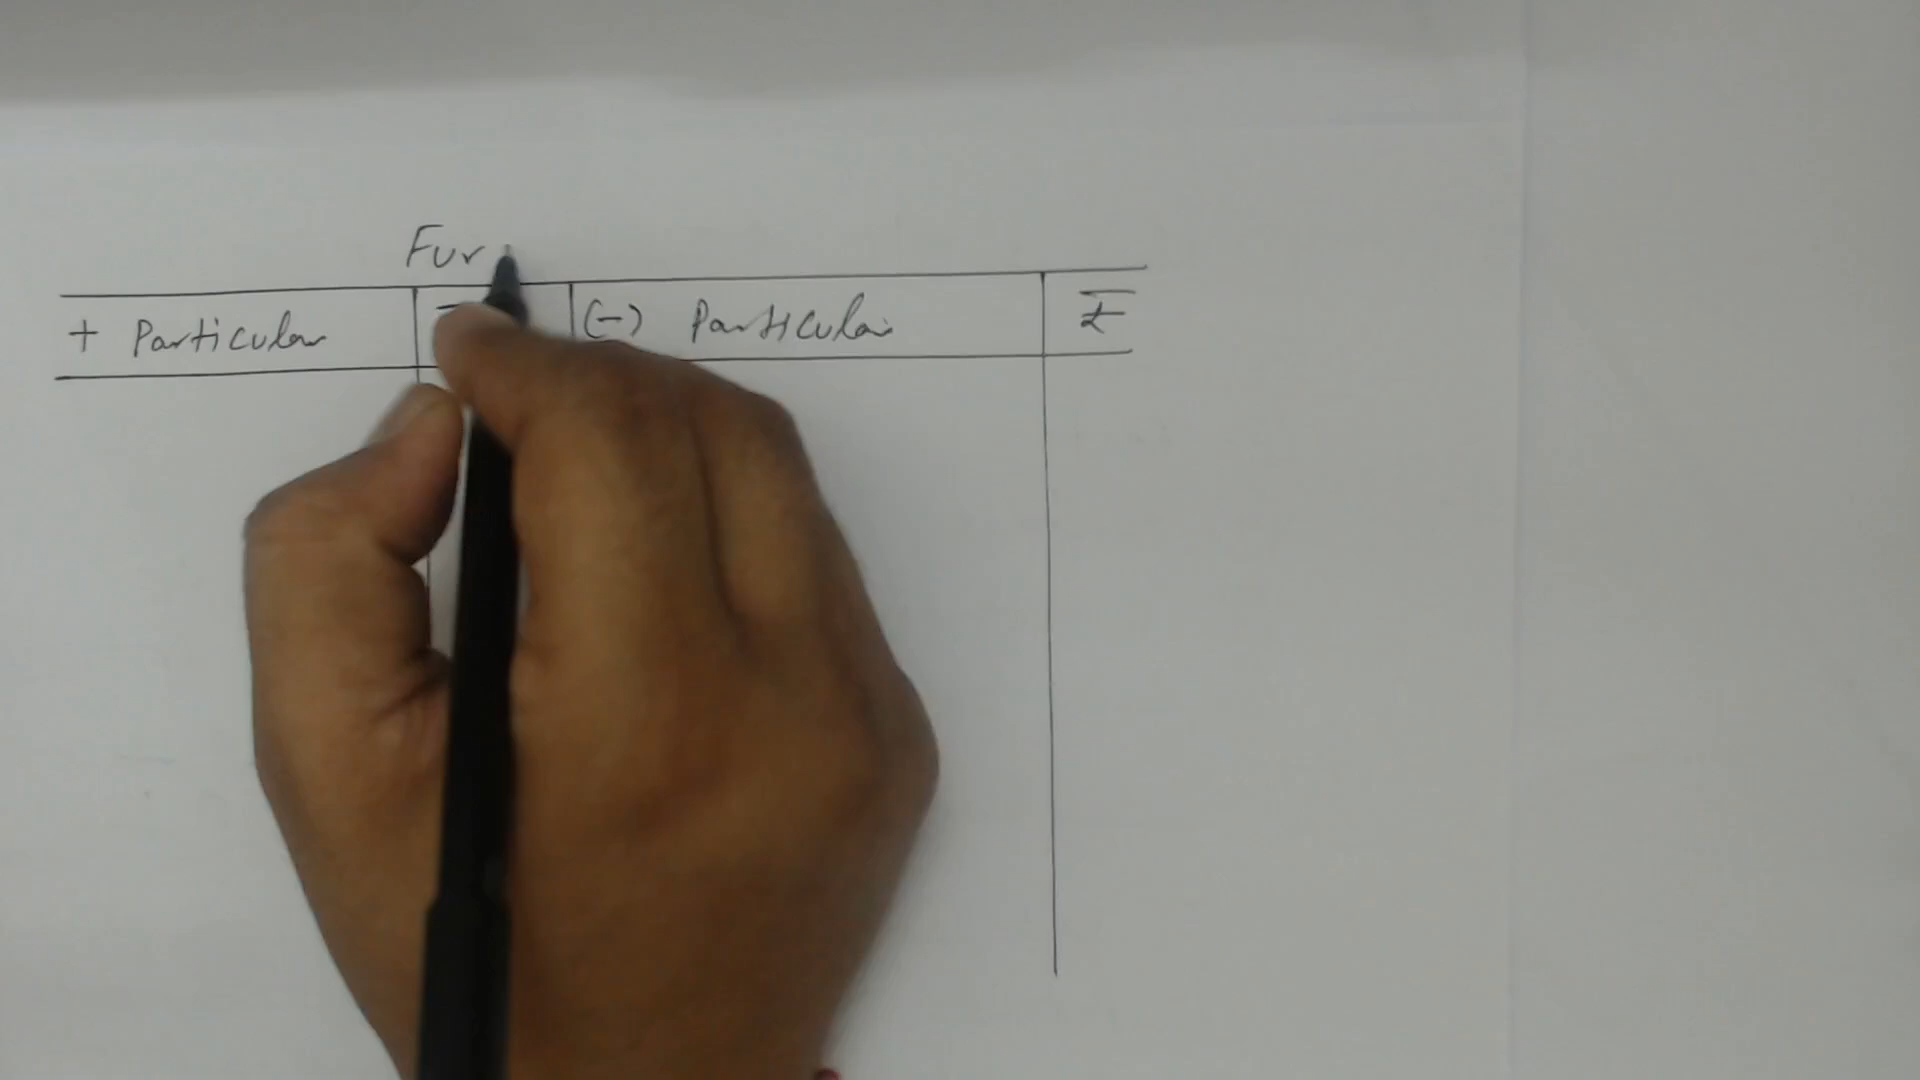 Fur
+ Particular (-) Particular ₹